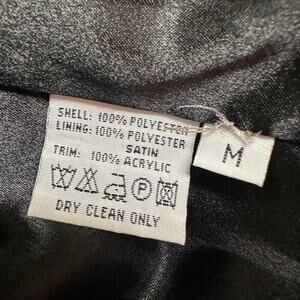 SHELL: 100% POLYESTER
LINING: 100% POLYESTER
SATIN
TRIM: 100% ACRYLIC
P
DRY CLEAN ONLY
M